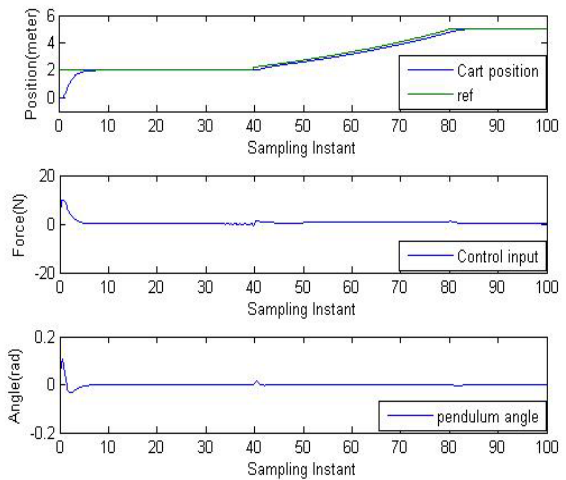 6
4
2
0
Position(meter)
Cart position
ref
0 10 20 30 40 50 60 70 80 90 100
Sampling Instant
20
0
-20
Force(N)
Control input
0 10 20 30 40 50 60 70 80 90 100
Sampling Instant
0.2
0
-0.2
Angle(rad)
pendulum angle
0 10 20 30 40 50 60 70 80 90 100
Sampling Instant